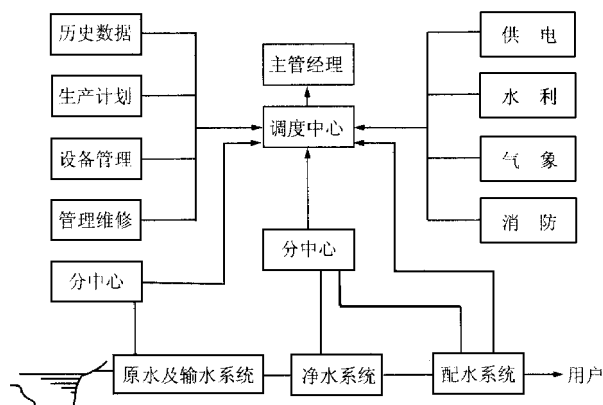 历史数据
生产计划
设备管理
管理维修
分中心
主管经理
调度中心
分中心
供电
水利
气象
消防
原水及输水系统
净水系统
配水系统
用户